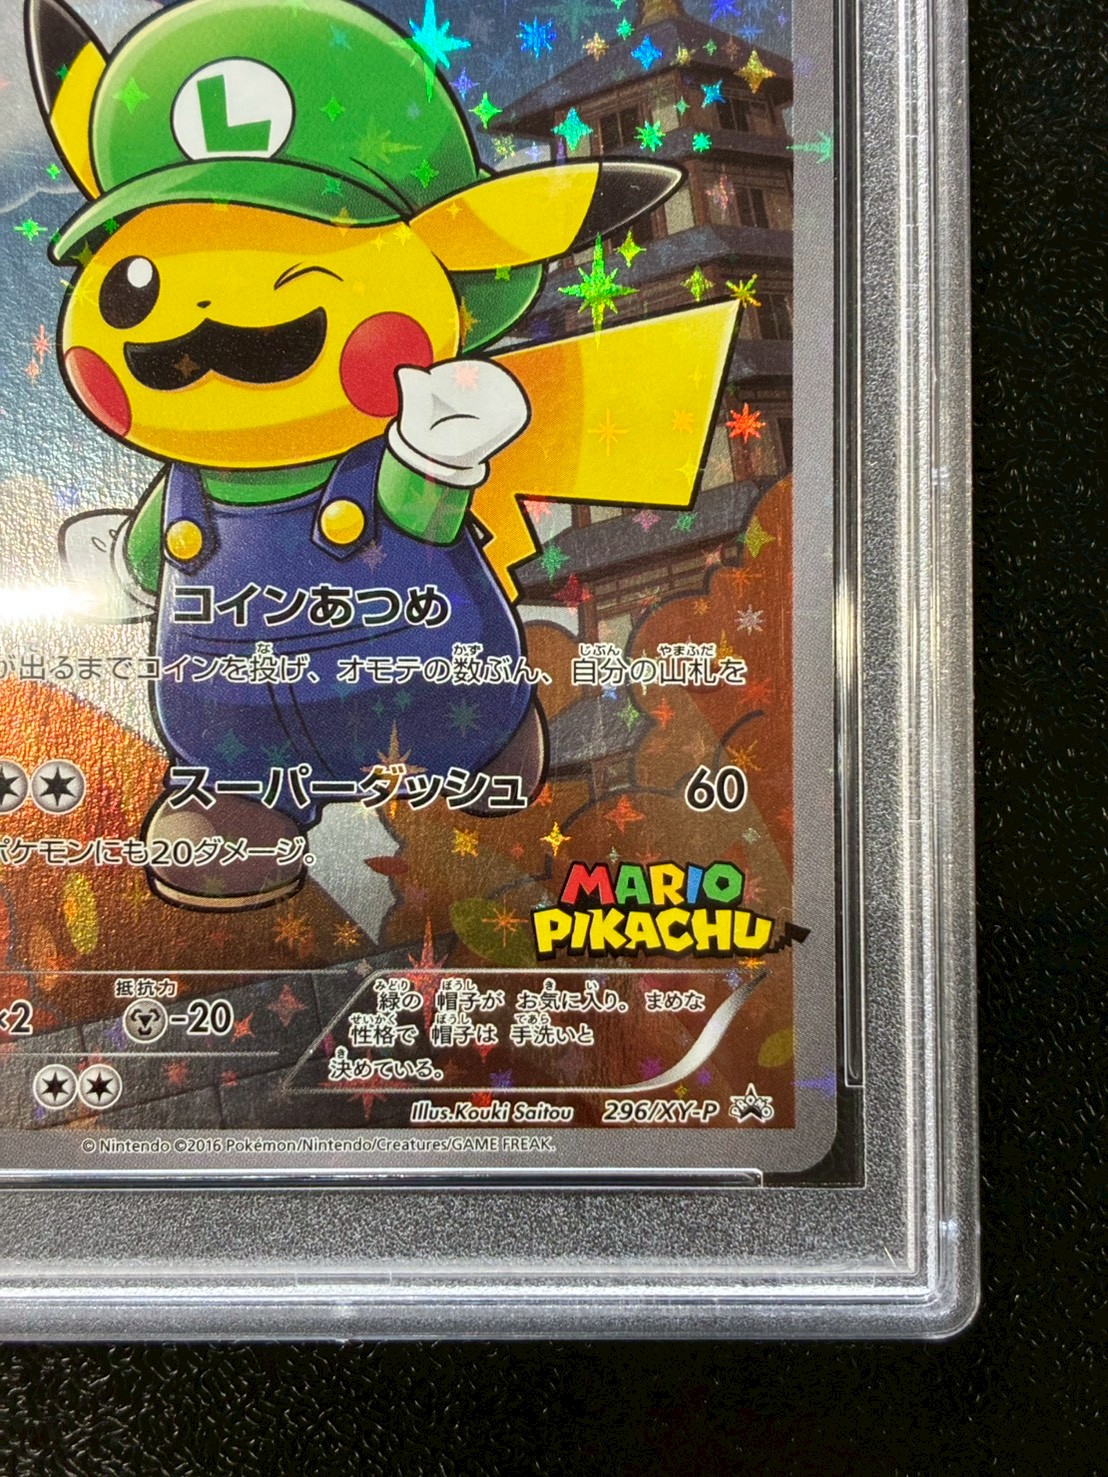 L
コインあつめ
が出るまでコインを投げ、オモテの数ぶん、自分の山札を
スーパーダッシュ 60
ポケモンにも20ダメージ。
MARIO
PIKACHU
抵抗力
×2 -20
緑の 帽子が お気に入り。 まめな
性格で 帽子は 手洗いと
決めている。
Illus.Kouki Saitou 296/XY-P
© Nintendo ©2016 Pokémon/Nintendo/Creatures/GAME FREAK.